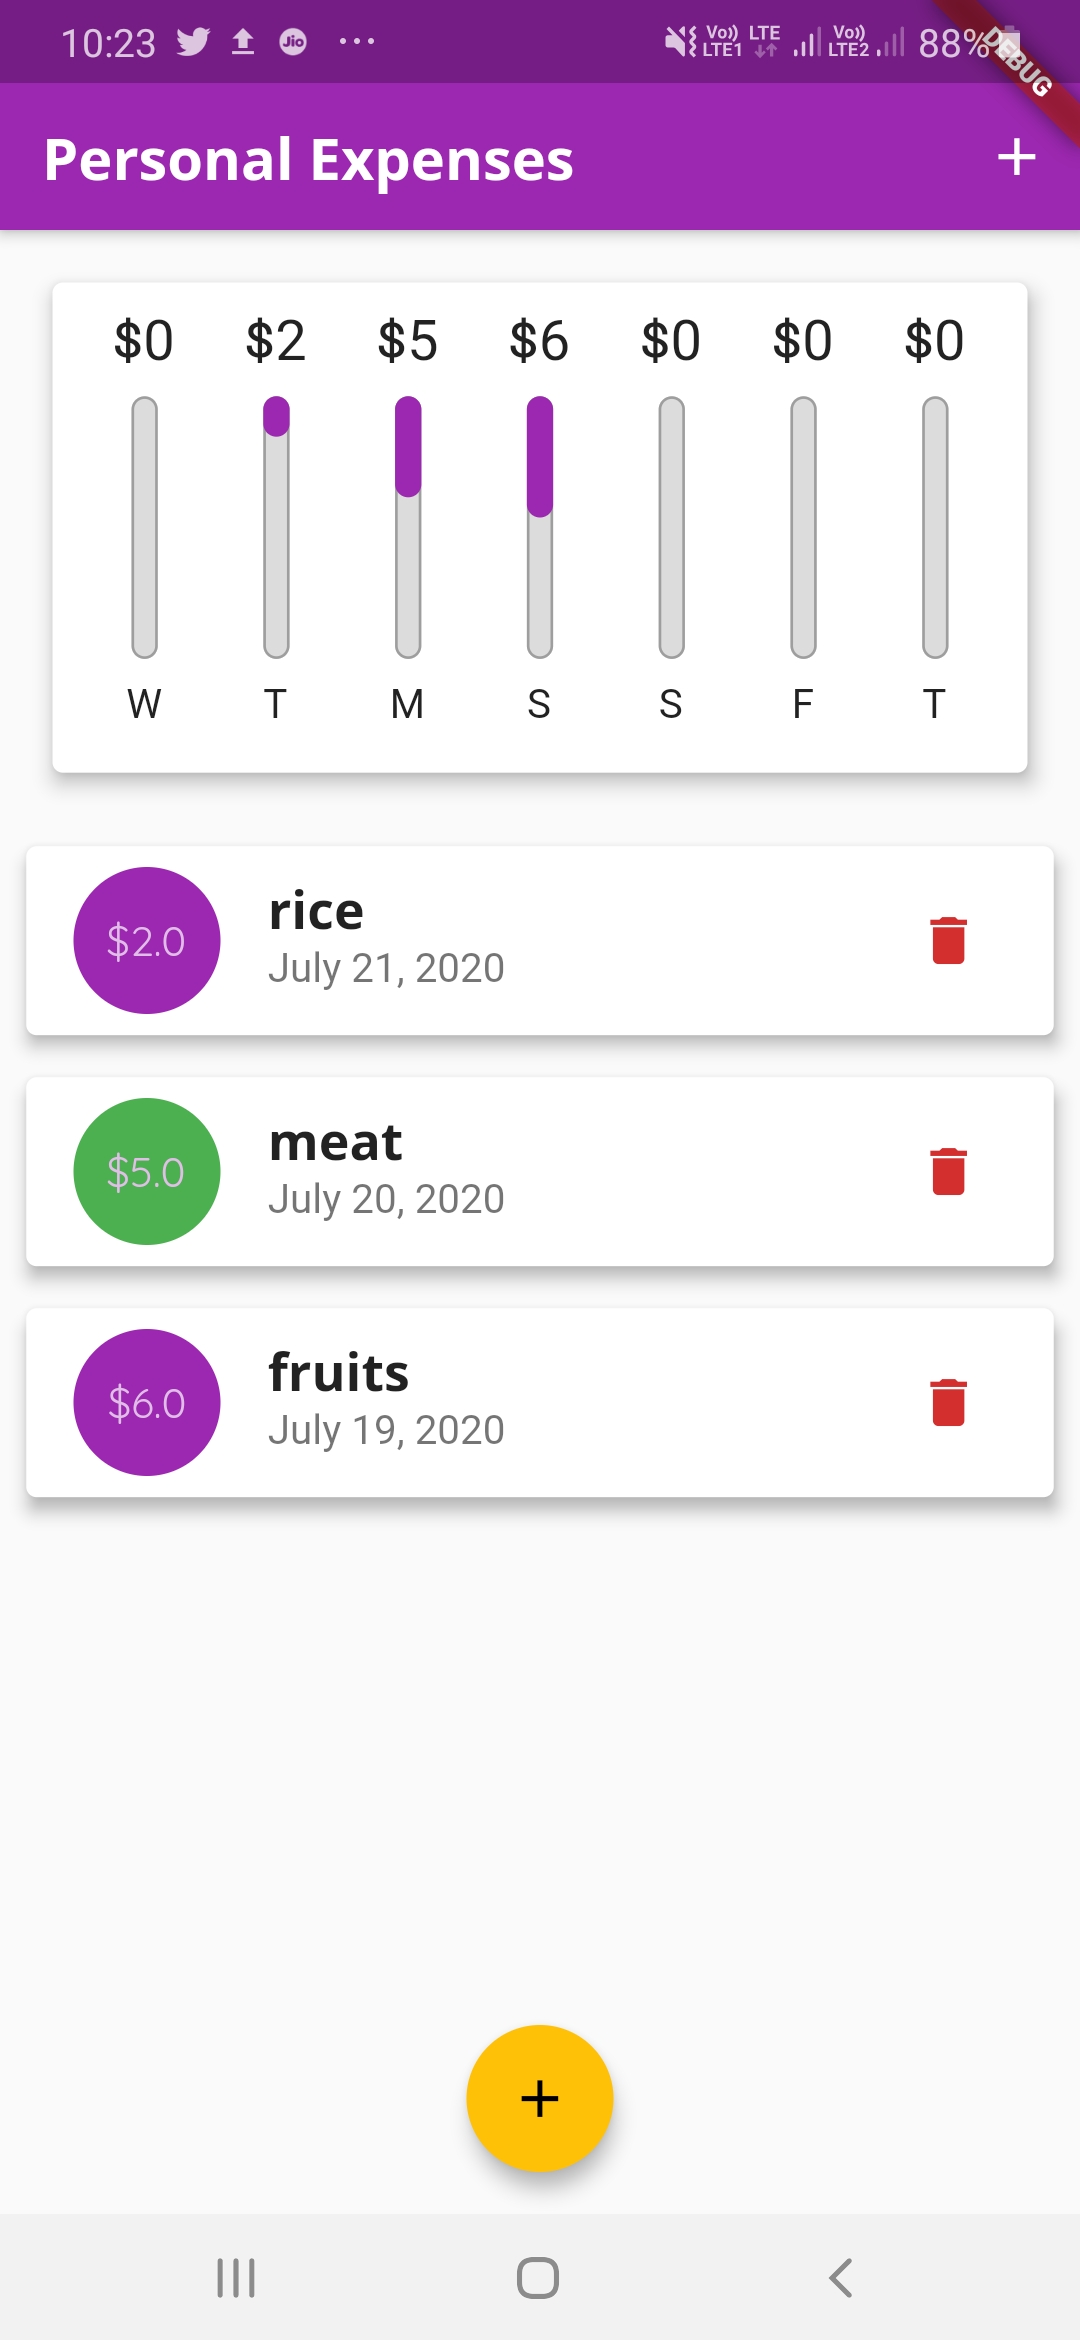 10:23 Jio ... Vo)) LTE1 LTE Vo)) LTE2 88%
DEBUG
Personal Expenses
$0 $2 $5 $6 $0 $0 $0
W T M S S F T
$2.0
rice
July 21, 2020
$5.0
meat
July 20, 2020
$6.0
fruits
July 19, 2020